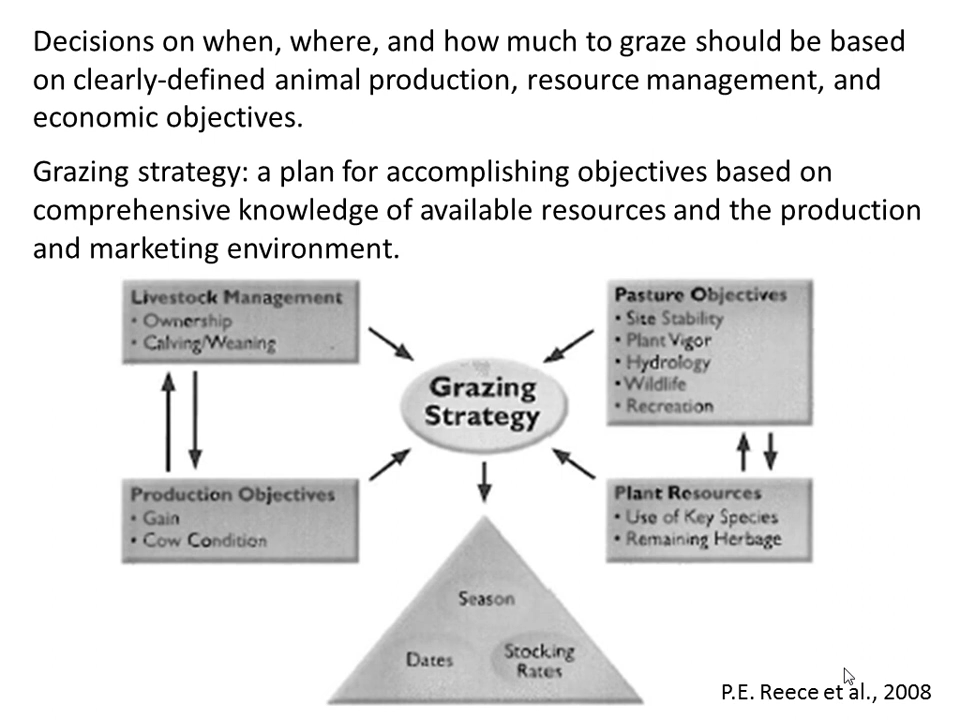 Decisions on when, where, and how much to graze should be based
on clearly-defined animal production, resource management, and
economic objectives.
Grazing strategy: a plan for accomplishing objectives based on
comprehensive knowledge of available resources and the production
and marketing environment.
Livestock Management
• Ownership
• Calving/Weaning
Pasture Objectives
• Site Stability
• Plant Vigor
• Hydrology
• Wildlife
• Recreation
Grazing
Strategy
Production Objectives
• Gain
• Cow Condition
Plant Resources
• Use of Key Species
• Remaining Herbage
Season
Dates
Stocking
Rates
P.E. Reece et al., 2008